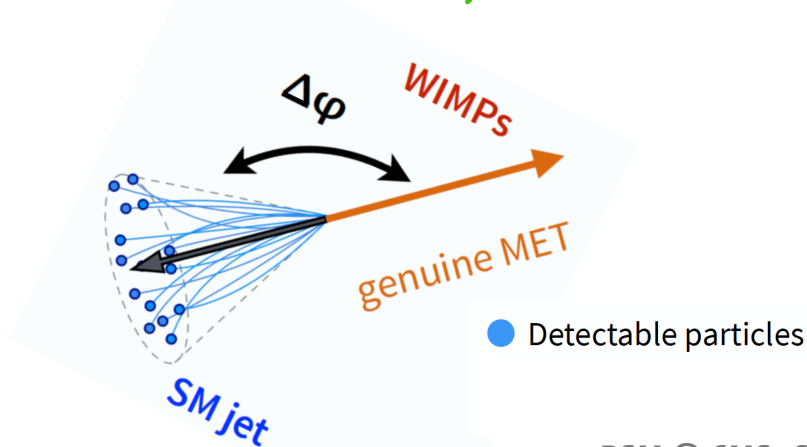 Δφ
WIMPs
genuine MET
Detectable particles
SM jet